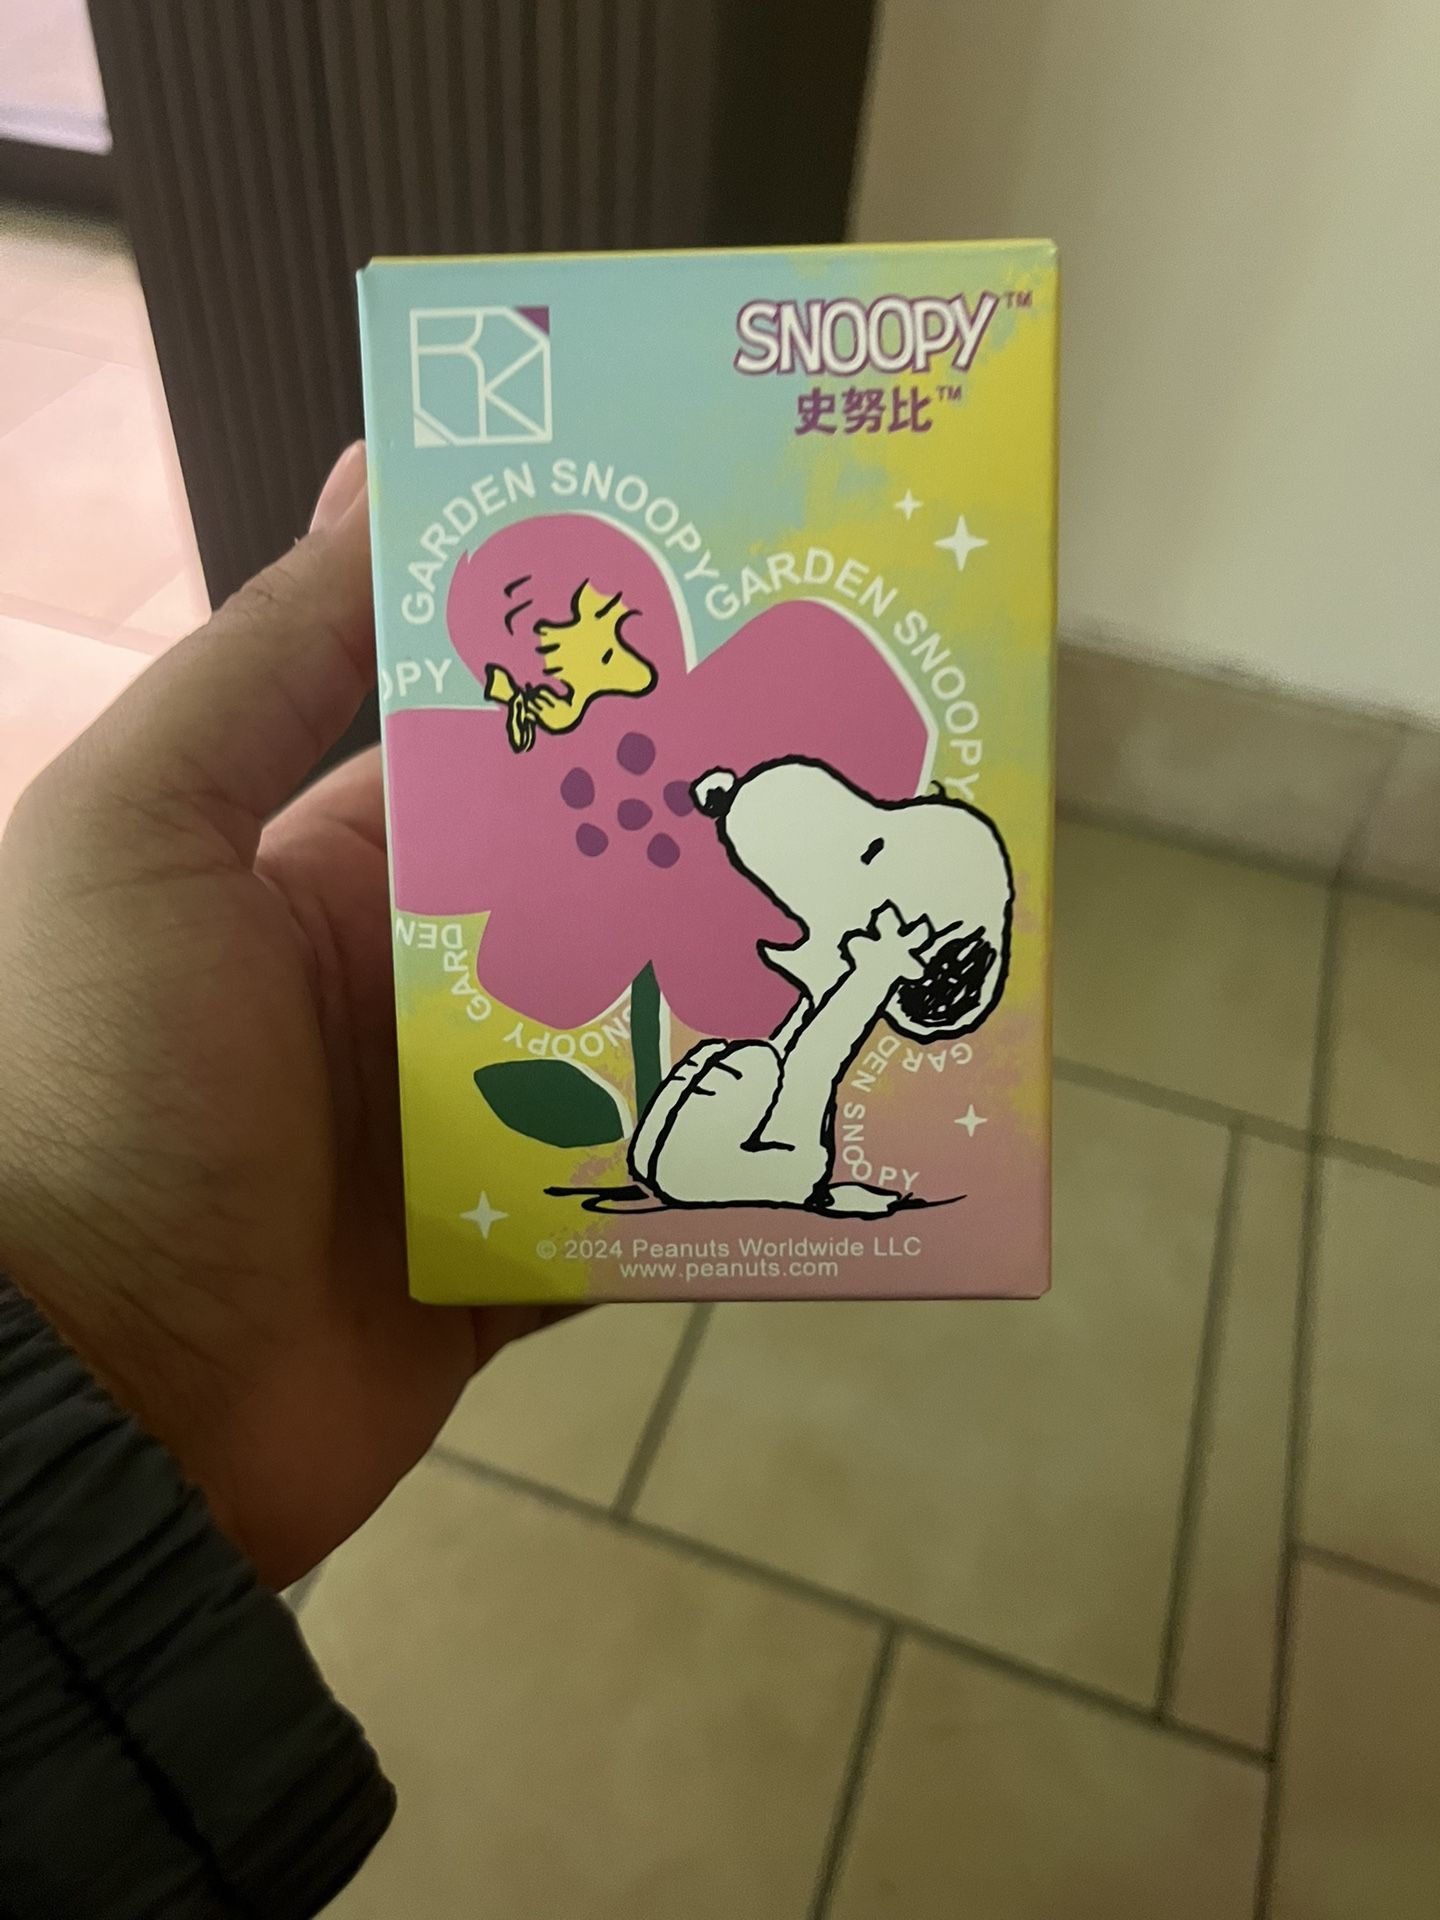 RK
SNOOPY™
史努比™
GARDEN SNOOPY GARDEN SNOOPY
OPY
GARDEN SNOOPY
GARDEN SNOOPY
© 2024 Peanuts Worldwide LLC
www.peanuts.com